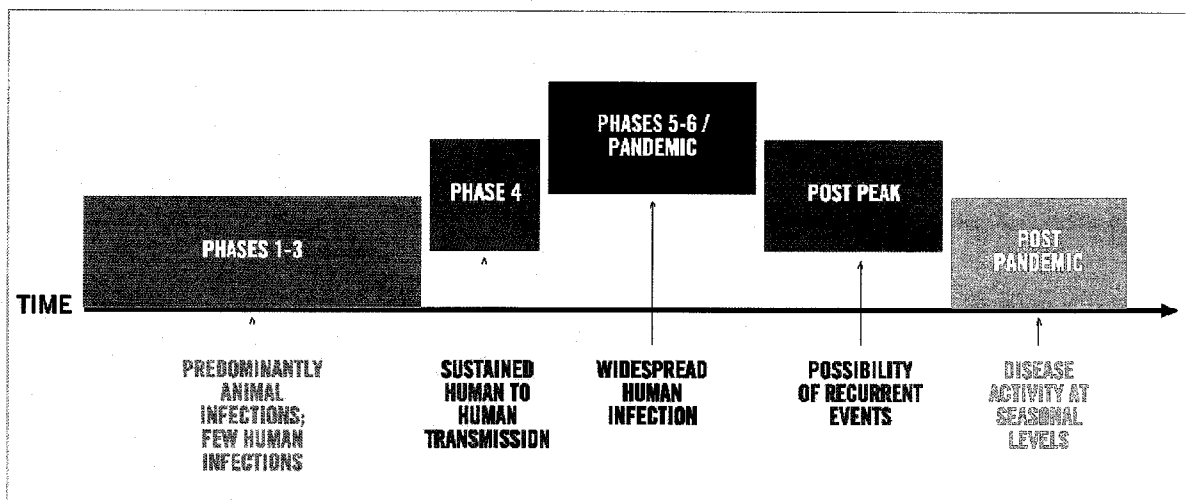 PHASES 5-6 /
PANDEMIC
PHASE 4
POST PEAK
PHASES 1-3
POST
PANDEMIC
TIME
PREDOMINANTLY
ANIMAL
INFECTIONS;
FEW HUMAN
INFECTIONS
SUSTAINED
HUMAN TO
HUMAN
TRANSMISSION
WIDESPREAD
HUMAN
INFECTION
POSSIBILITY
OF RECURRENT
EVENTS
DISEASE
ACTIVITY AT
SEASONAL
LEVELS